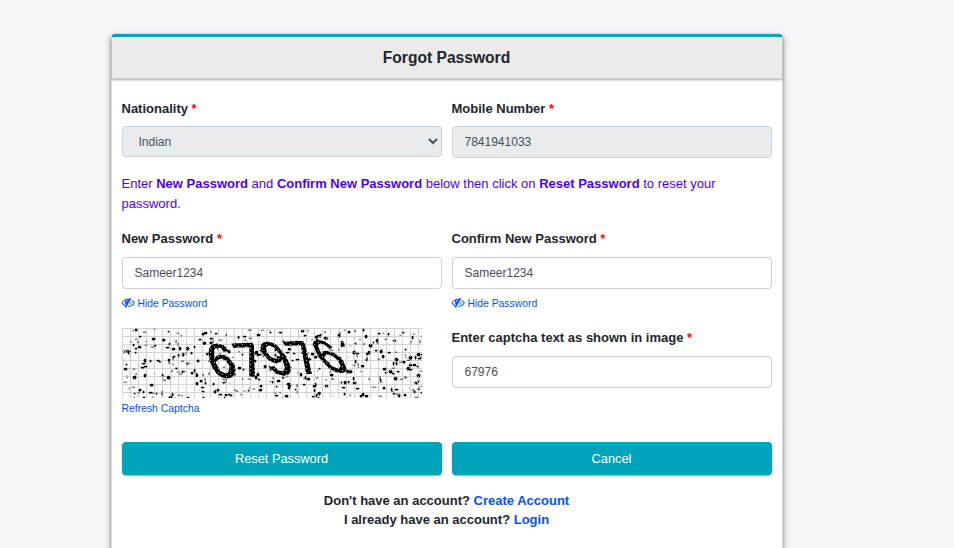 Forgot Password
Nationality *
Mobile Number *
Indian
7841941033
Enter New Password and Confirm New Password below then click on Reset Password to reset your
password.
New Password *
Confirm New Password *
Sameer1234
Sameer1234
Hide Password
Hide Password
Enter captcha text as shown in image *
67976
Refresh Captcha
Reset Password
Cancel
Don't have an account? Create Account
I already have an account? Login